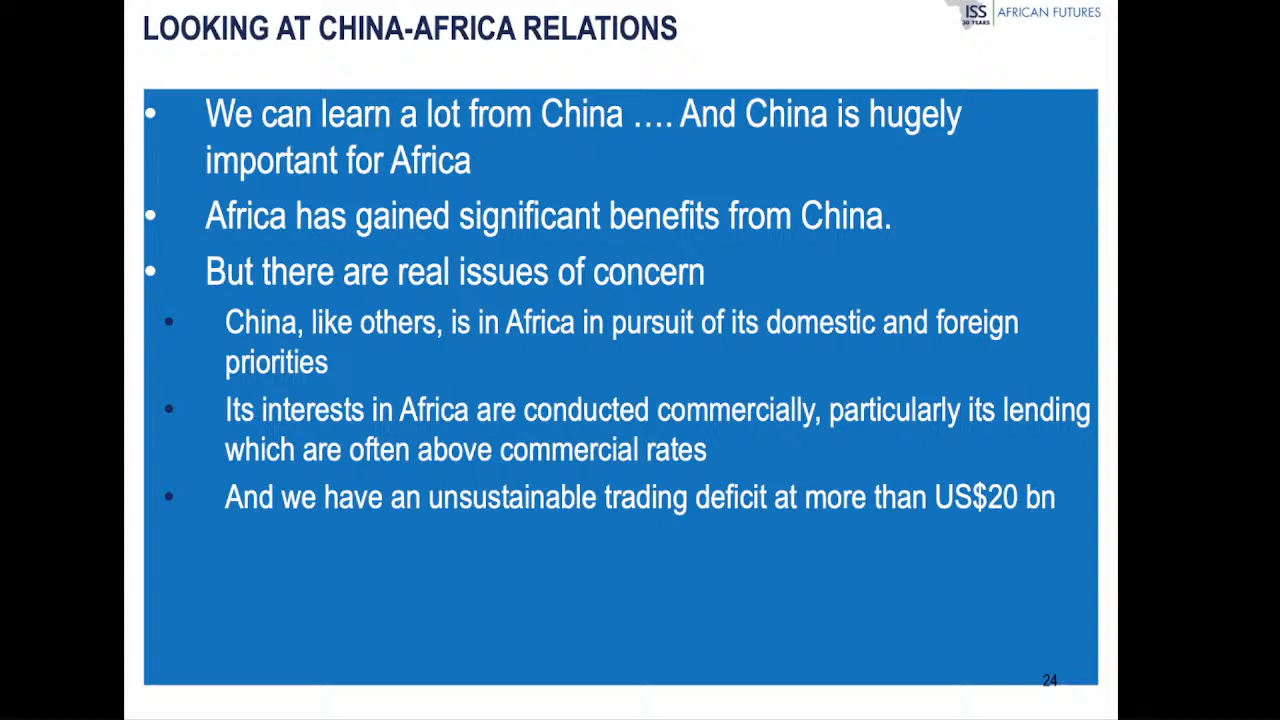 LOOKING AT CHINA-AFRICA RELATIONS
ISS
30 YEARS
AFRICAN FUTURES
• We can learn a lot from China …. And China is hugely
important for Africa
• Africa has gained significant benefits from China.
• But there are real issues of concern
• China, like others, is in Africa in pursuit of its domestic and foreign
priorities
• Its interests in Africa are conducted commercially, particularly its lending
which are often above commercial rates
• And we have an unsustainable trading deficit at more than US$20 bn
24